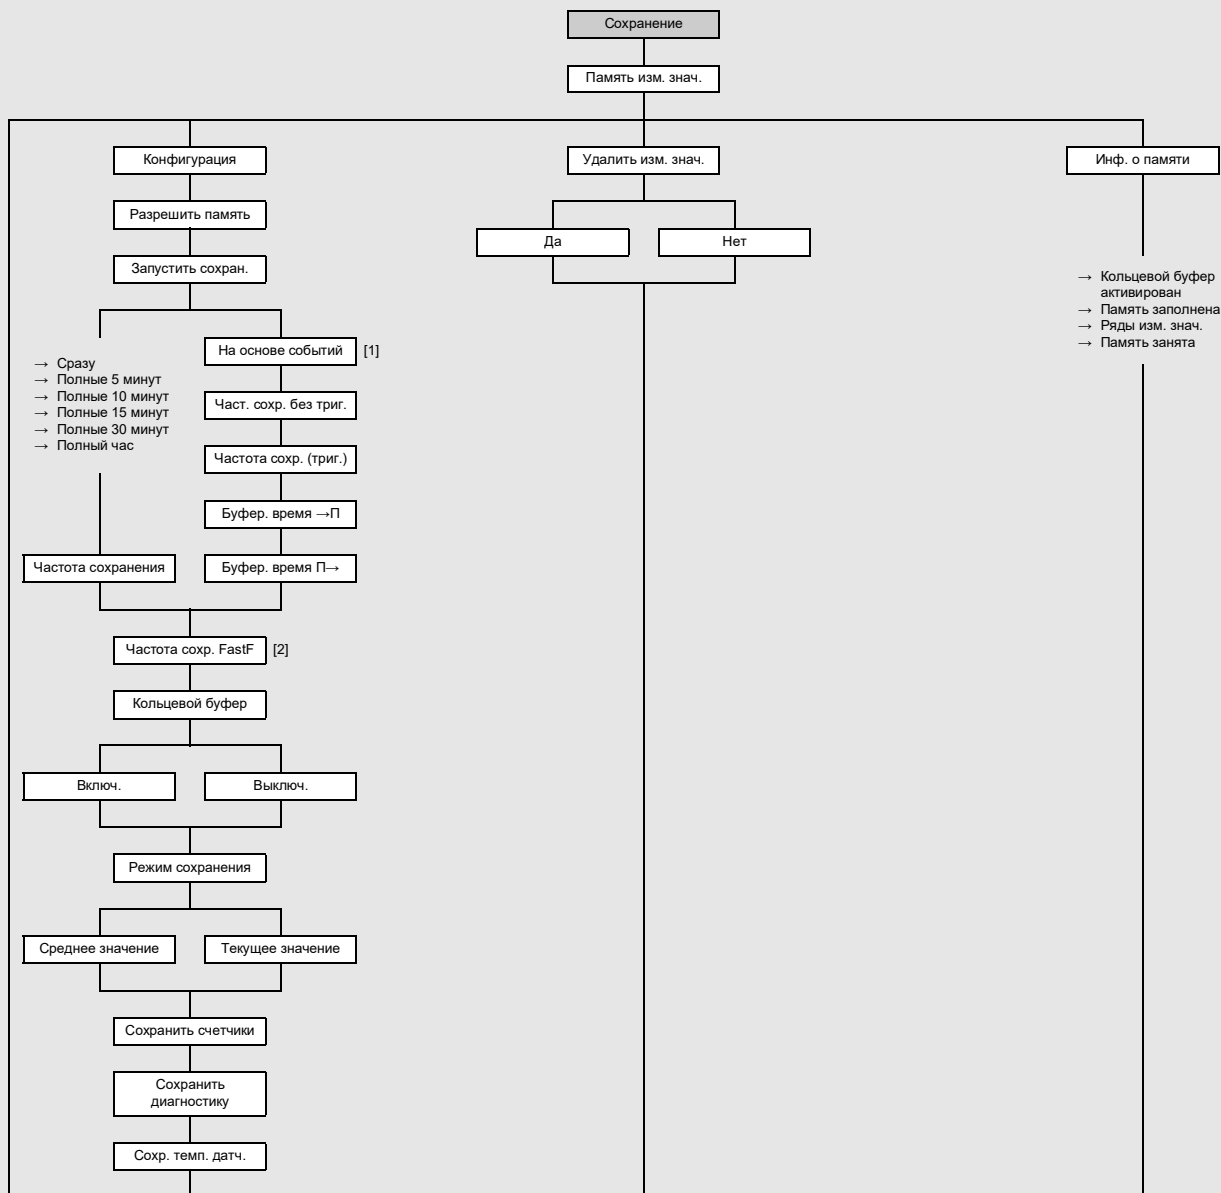 Сохранение
Память изм. знач.
Конфигурация
Удалить изм. знач.
Инф. о памяти
Разрешить память
Да
Нет
Запустить сохран.
→ Кольцевой буфер
активирован
→ Память заполнена
→ Ряды изм. знач.
→ Память занята
→ Сразу
→ Полные 5 минут
→ Полные 10 минут
→ Полные 15 минут
→ Полные 30 минут
→ Полный час
На основе событий [1]
Част. сохр. без триг.
Частота сохр. (триг.)
Буфер. время →П
Частота сохранения
Буфер. время П→
Частота сохр. FastF [2]
Кольцевой буфер
Включ.
Выключ.
Режим сохранения
Среднее значение
Текущее значение
Сохранить счетчики
Сохранить
диагностику
Сохр. темп. датч.